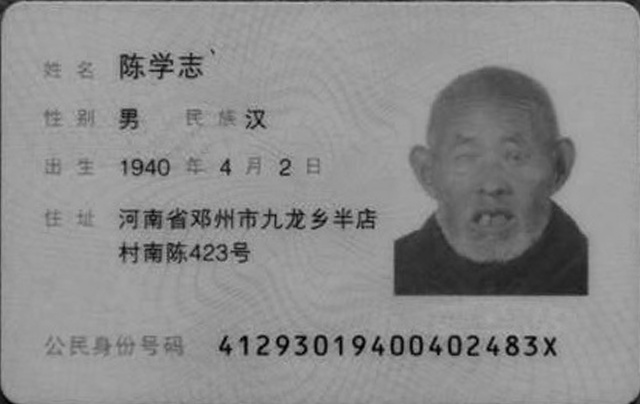 姓名 陈学志
性别 男 民族 汉
出生 1940 年 4 月 2 日
住址 河南省邓州市九龙乡半店
村南陈423号
公民身份号码 41293019400402483X